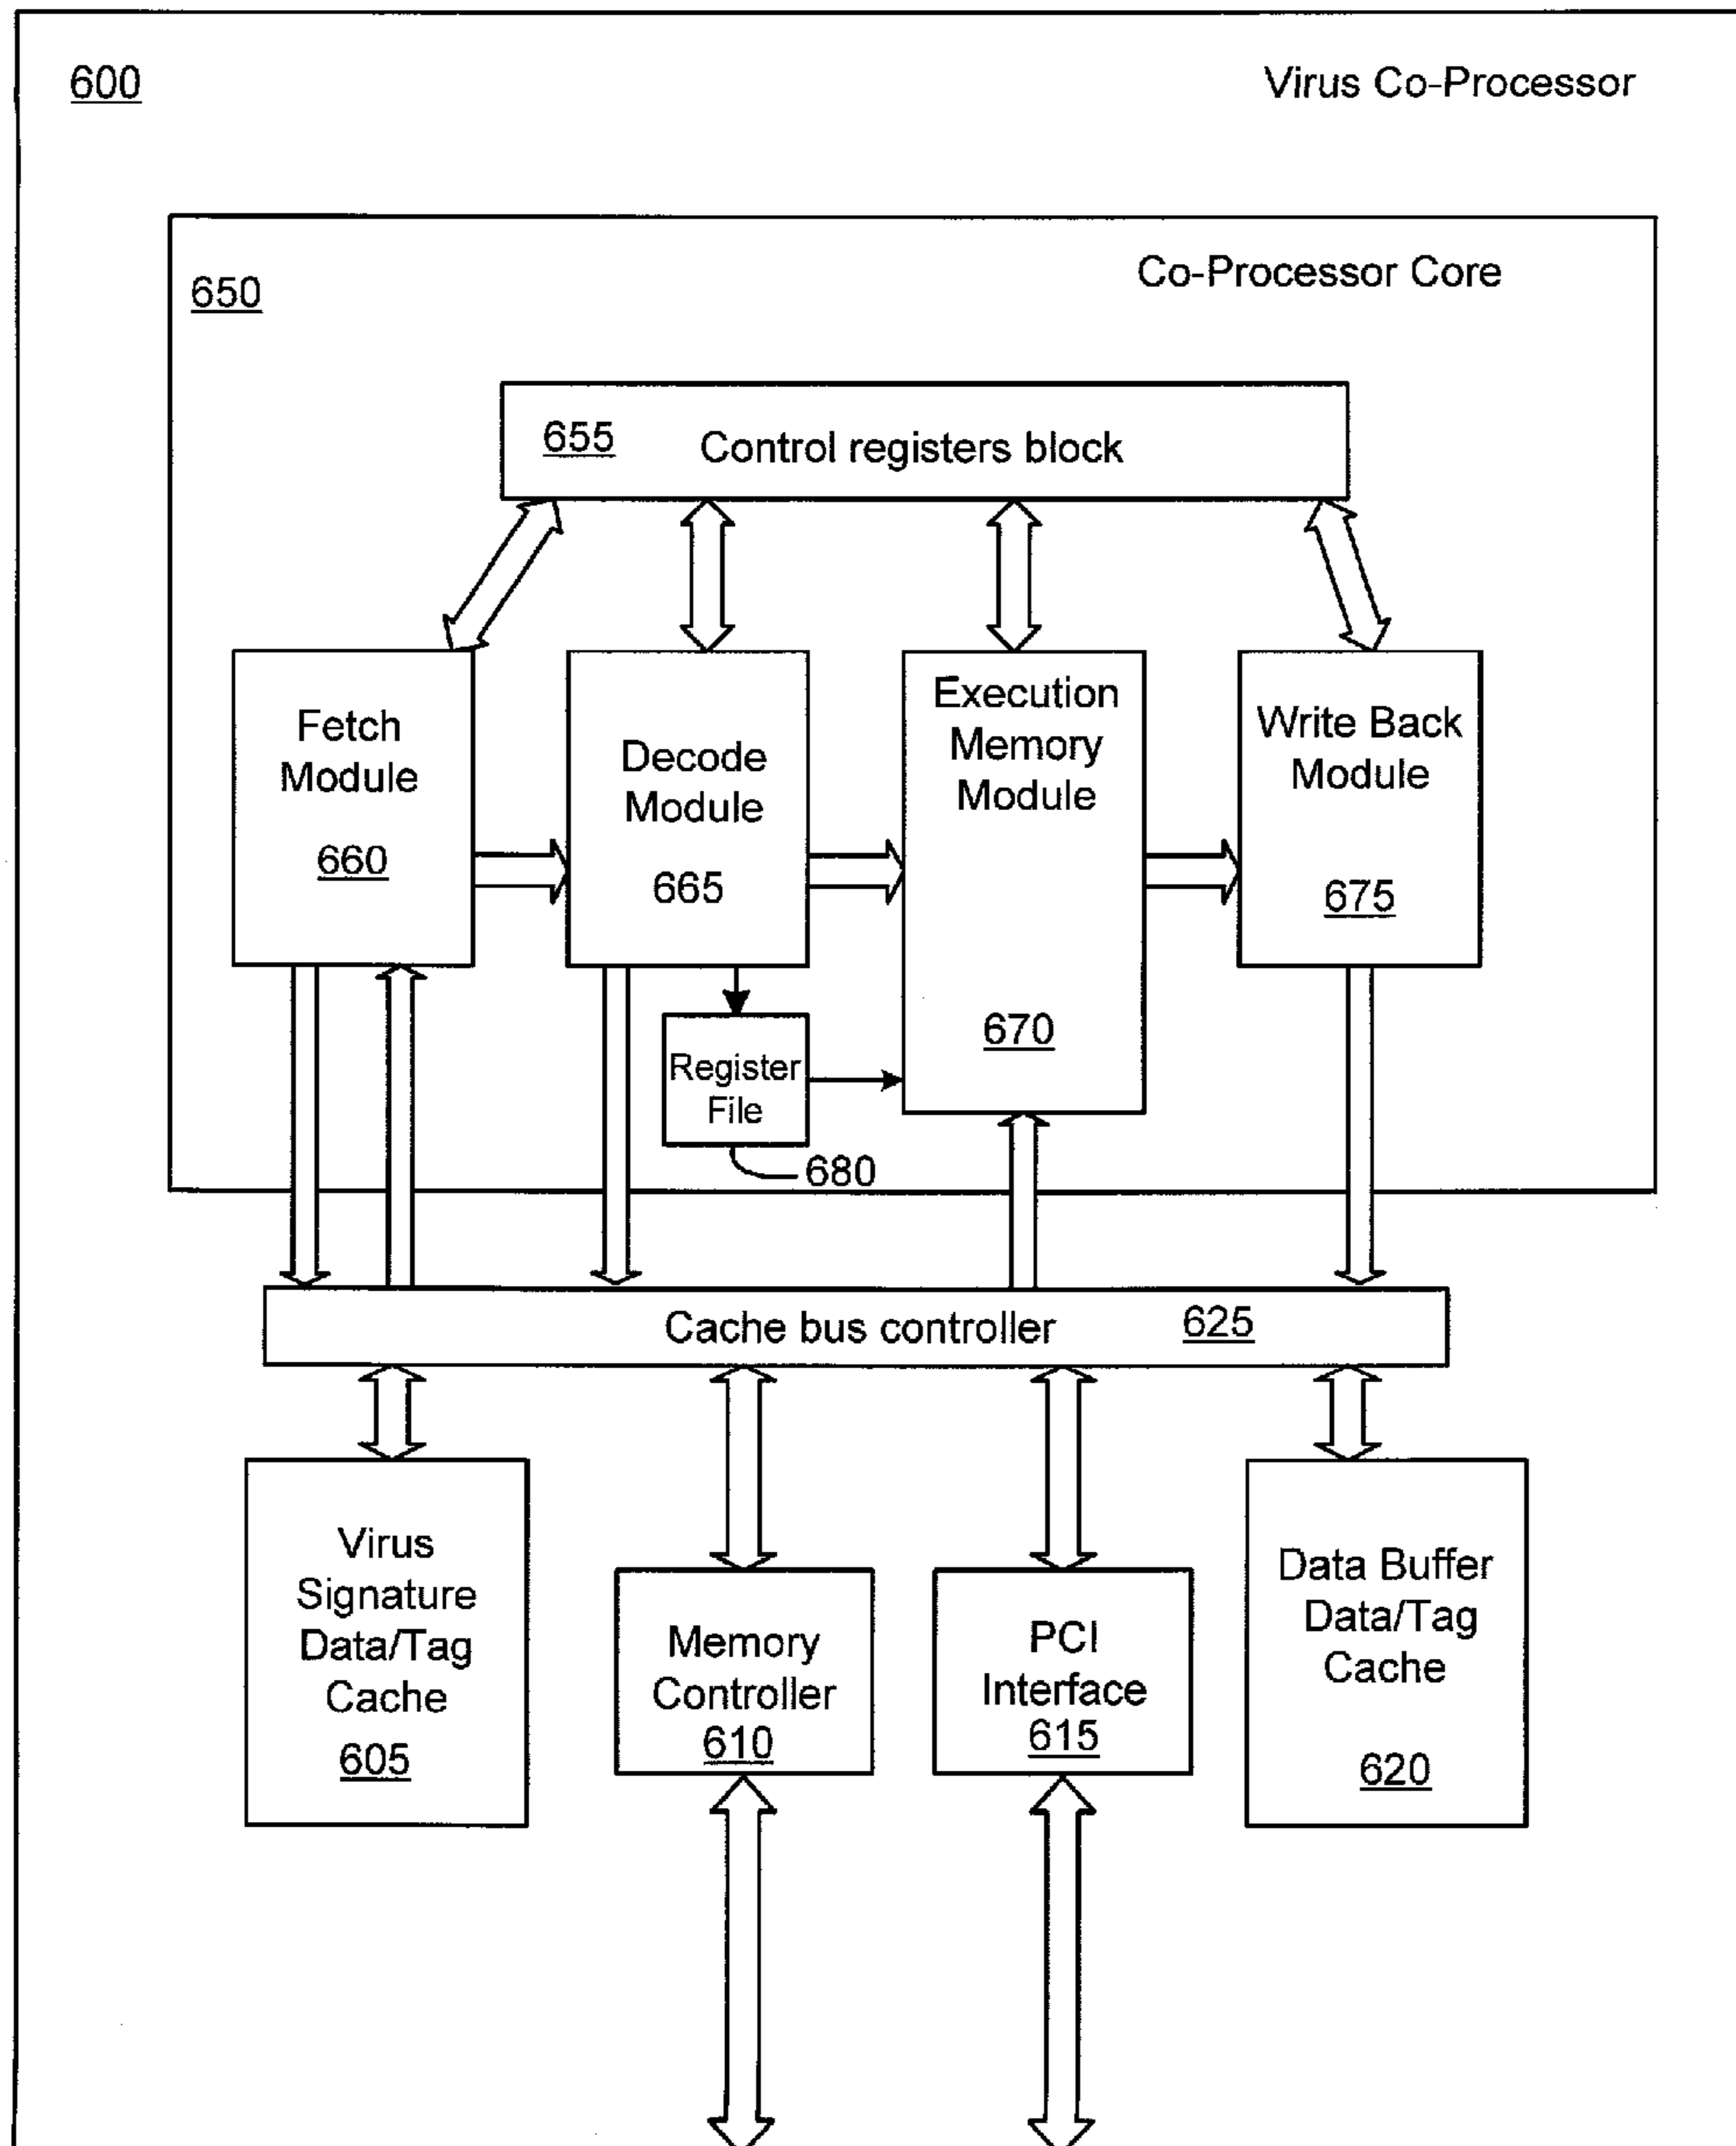 600
Virus Co-Processor
650
Co-Processor Core
655
Control registers block
Fetch
Module
660
Decode
Module
665
Execution
Memory
Module
670
Write Back
Module
675
Register
File
680
Cache bus controller
625
Virus
Signature
Data/Tag
Cache
605
Memory
Controller
610
PCI
Interface
615
Data Buffer
Data/Tag
Cache
620